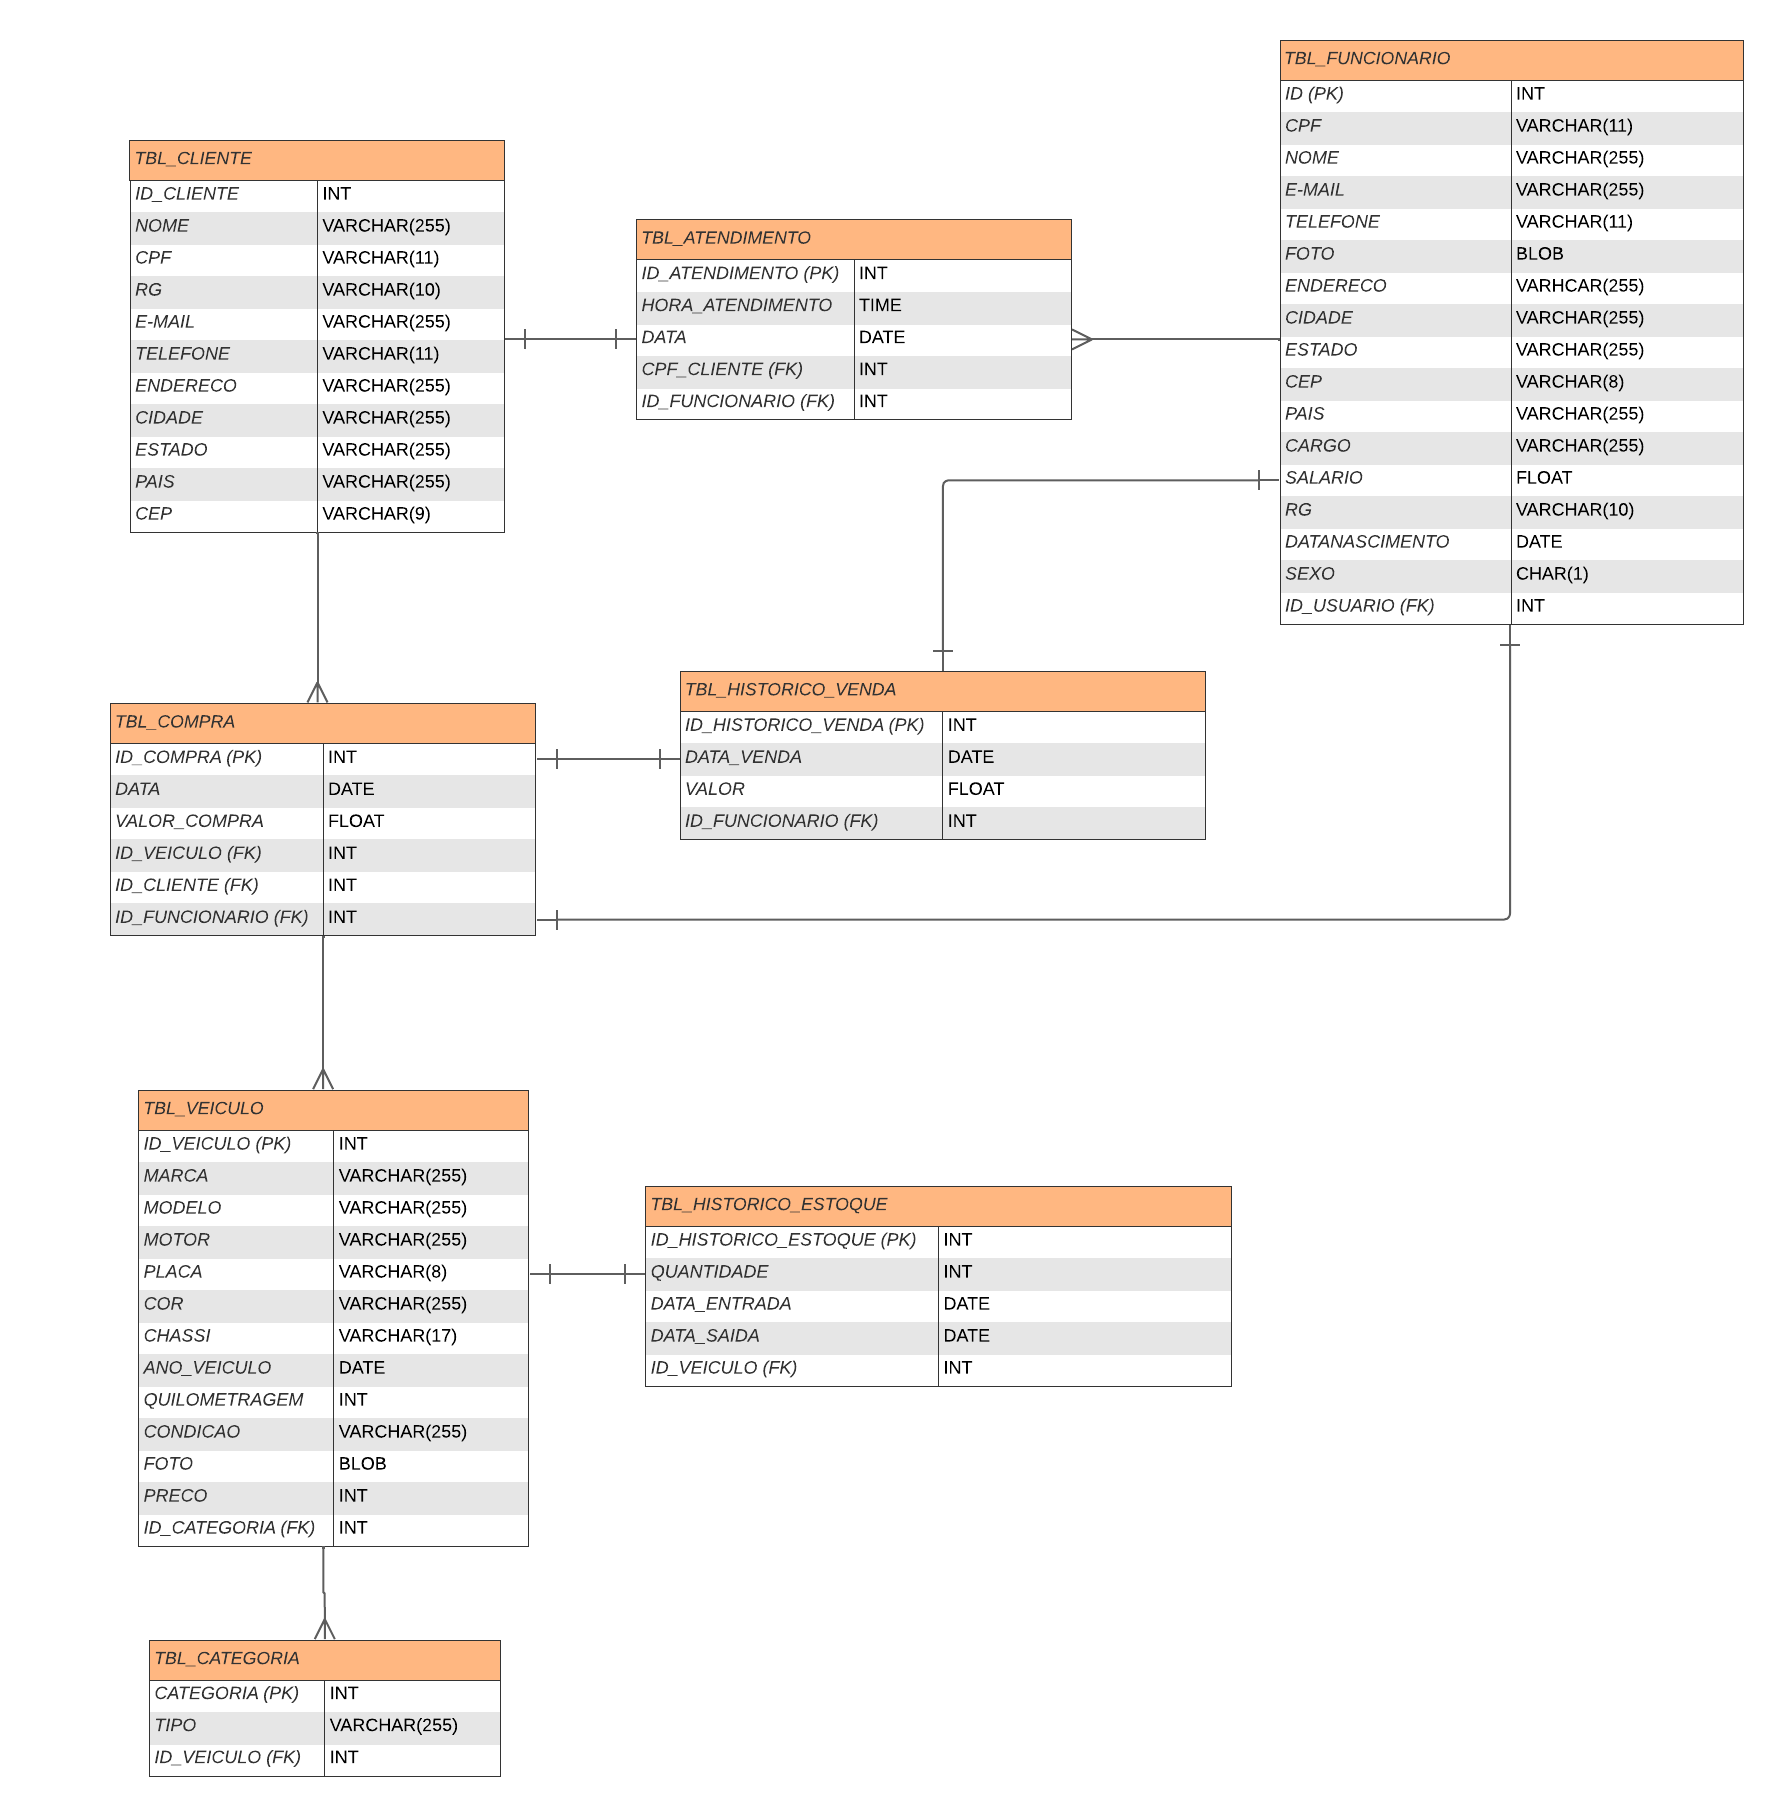 TBL_FUNCIONARIO
ID (PK) INT
CPF VARCHAR(11)
NOME VARCHAR(255)
E-MAIL VARCHAR(255)
TELEFONE VARCHAR(11)
FOTO BLOB
ENDERECO VARHCAR(255)
CIDADE VARCHAR(255)
ESTADO VARCHAR(255)
CEP VARCHAR(8)
PAIS VARCHAR(255)
CARGO VARCHAR(255)
SALARIO FLOAT
RG VARCHAR(10)
DATANASCIMENTO DATE
SEXO CHAR(1)
ID_USUARIO (FK) INT
TBL_CLIENTE
ID_CLIENTE INT
NOME VARCHAR(255)
CPF VARCHAR(11)
RG VARCHAR(10)
E-MAIL VARCHAR(255)
TELEFONE VARCHAR(11)
ENDERECO VARCHAR(255)
CIDADE VARCHAR(255)
ESTADO VARCHAR(255)
PAIS VARCHAR(255)
CEP VARCHAR(9)
TBL_ATENDIMENTO
ID_ATENDIMENTO (PK) INT
HORA_ATENDIMENTO TIME
DATA DATE
CPF_CLIENTE (FK) INT
ID_FUNCIONARIO (FK) INT
TBL_HISTORICO_VENDA
ID_HISTORICO_VENDA (PK) INT
DATA_VENDA DATE
VALOR FLOAT
ID_FUNCIONARIO (FK) INT
TBL_COMPRA
ID_COMPRA (PK) INT
DATA DATE
VALOR_COMPRA FLOAT
ID_VEICULO (FK) INT
ID_CLIENTE (FK) INT
ID_FUNCIONARIO (FK) INT
TBL_VEICULO
ID_VEICULO (PK) INT
MARCA VARCHAR(255)
MODELO VARCHAR(255)
MOTOR VARCHAR(255)
PLACA VARCHAR(8)
COR VARCHAR(255)
CHASSI VARCHAR(17)
ANO_VEICULO DATE
QUILOMETRAGEM INT
CONDICAO VARCHAR(255)
FOTO BLOB
PRECO INT
ID_CATEGORIA (FK) INT
TBL_HISTORICO_ESTOQUE
ID_HISTORICO_ESTOQUE (PK) INT
QUANTIDADE INT
DATA_ENTRADA DATE
DATA_SAIDA DATE
ID_VEICULO (FK) INT
TBL_CATEGORIA
CATEGORIA (PK) INT
TIPO VARCHAR(255)
ID_VEICULO (FK) INT